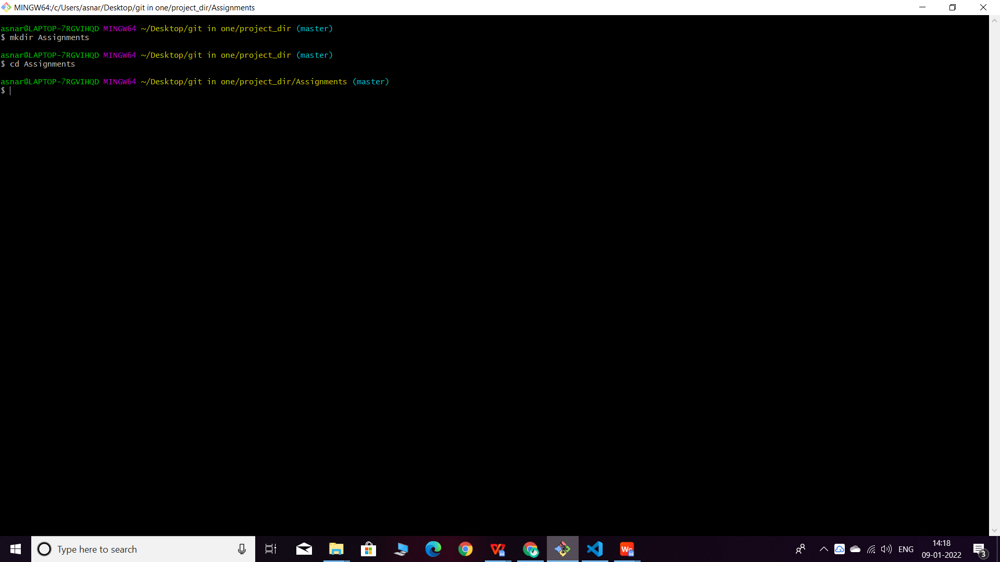 MINGW64:/c/Users/asnar/Desktop/git in one/project_dir/Assignments
asnar@LAPTOP-7RGVIHQD MINGW64 ~/Desktop/git in one/project_dir (master)
$ mkdir Assignments
asnar@LAPTOP-7RGVIHQD MINGW64 ~/Desktop/git in one/project_dir (master)
$ cd Assignments
asnar@LAPTOP-7RGVIHQD MINGW64 ~/Desktop/git in one/project_dir/Assignments (master)
$
Type here to search
ENG
14:18
09-01-2022
3